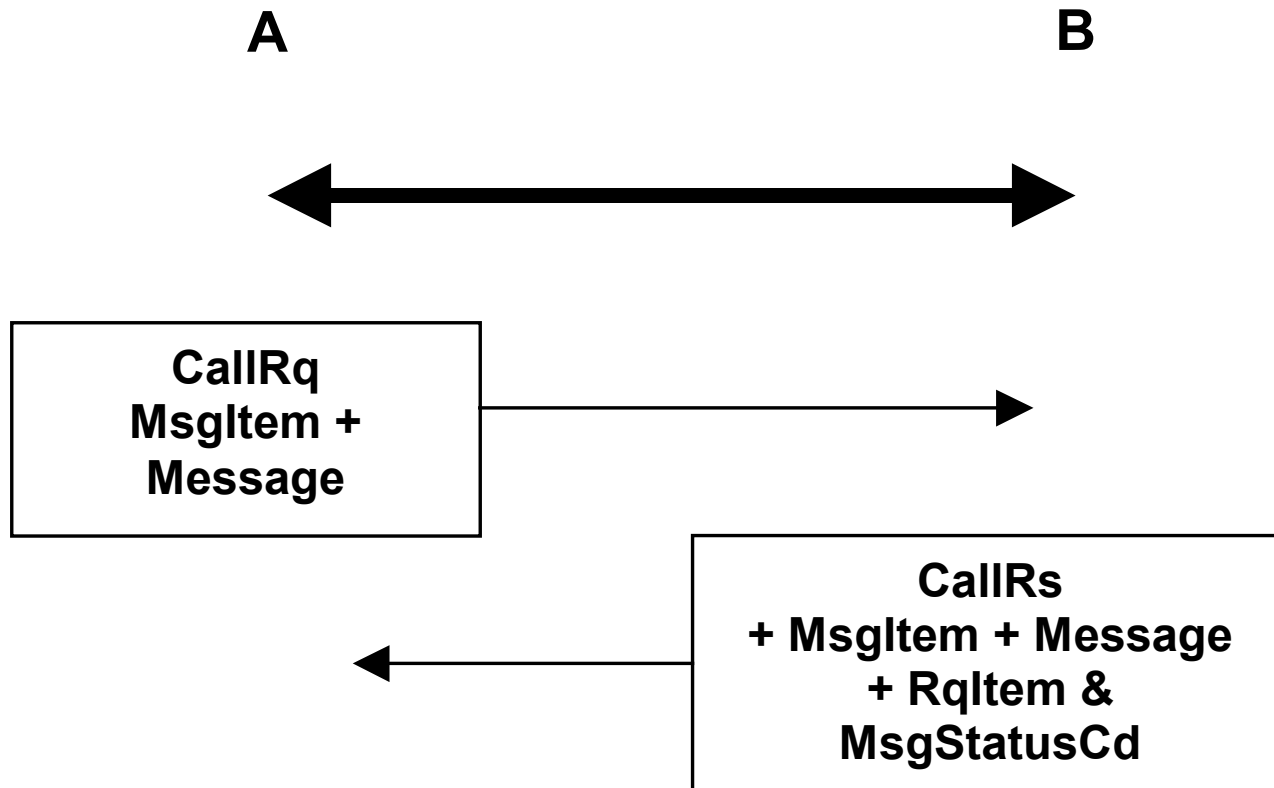 A
B
CallRq
MsgItem +
Message
CallRs
+ MsgItem + Message
+ RqItem &
MsgStatusCd